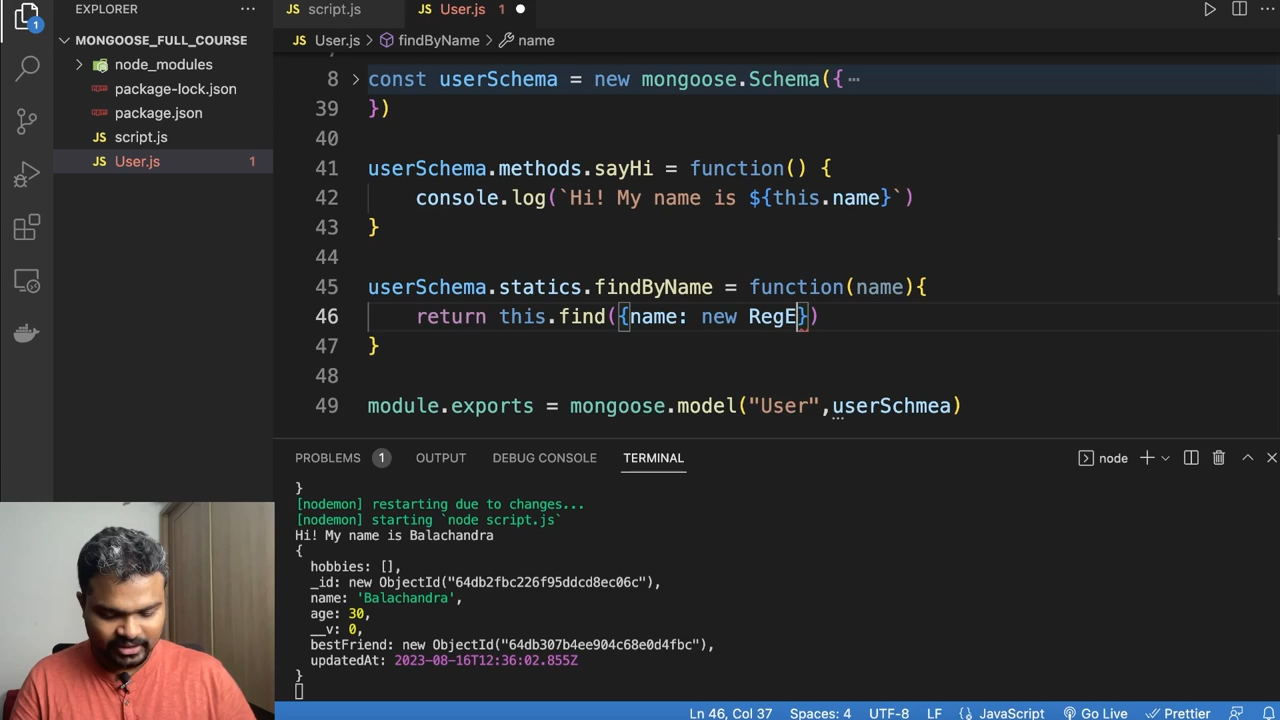 EXPLORER
MONGOOSE_FULL_COURSE
node_modules
package-lock.json
package.json
JS script.js
JS User.js 1
1
JS script.js
JS User.js 1
JS User.js > findByName > name
8 const userSchema = new mongoose.Schema({ ⋯
39 })
40
41 userSchema.methods.sayHi = function() {
42 console.log(`Hi! My name is ${this.name}`)
43 }
44
45 userSchema.statics.findByName = function(name){
46 return this.find({name: new RegE})
47 }
48
49 module.exports = mongoose.model("User",userSchmea)
PROBLEMS 1 OUTPUT DEBUG CONSOLE TERMINAL
node
}
[nodemon] restarting due to changes...
[nodemon] starting `node script.js`
Hi! My name is Balachandra
{
hobbies: [],
_id: new ObjectId("64db2fbc226f95ddcd8ec06c"),
name: 'Balachandra',
age: 30,
__v: 0,
bestFriend: new ObjectId("64db307b4ee904c68e0d4fbc"),
updatedAt: 2023-08-16T12:36:02.855Z
}
Ln 46, Col 37 Spaces: 4 UTF-8 LF {} JavaScript Go Live Prettier